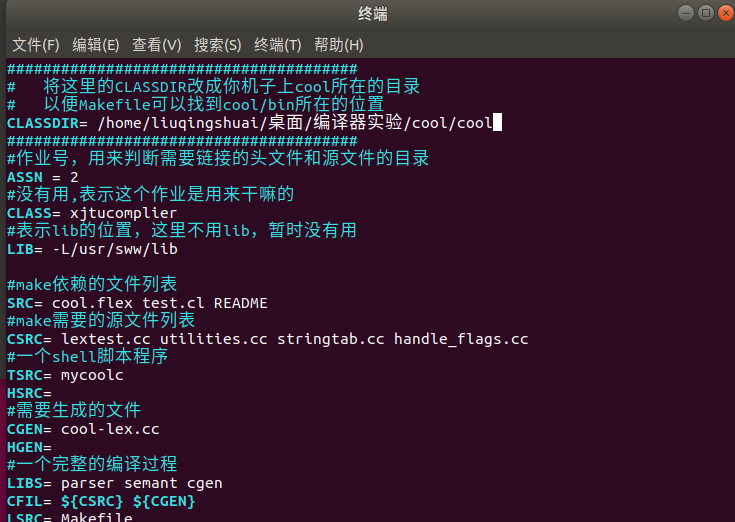 终端
文件(F) 编辑(E) 查看(V) 搜索(S) 终端(T) 帮助(H)
#######################################
#   将这里的CLASSDIR改成你机子上cool所在的目录
#   以便Makefile可以找到cool/bin所在的位置
CLASSDIR= /home/liuqingshuai/桌面/编译器实验/cool/cool
#######################################
#作业号，用来判断需要链接的头文件和源文件的目录
ASSN = 2
#没有用,表示这个作业是用来干嘛的
CLASS= xjtucomplier
#表示lib的位置，这里不用lib，暂时没有用
LIB= -L/usr/sww/lib
#make依赖的文件列表
SRC= cool.flex test.cl README
#make需要的源文件列表
CSRC= lextest.cc utilities.cc stringtab.cc handle_flags.cc
#一个shell脚本程序
TSRC= mycoolc
HSRC=
#需要生成的文件
CGEN= cool-lex.cc
HGEN=
#一个完整的编译过程
LIBS= parser semant cgen
CFIL= ${CSRC} ${CGEN}
LSRC= Makefile